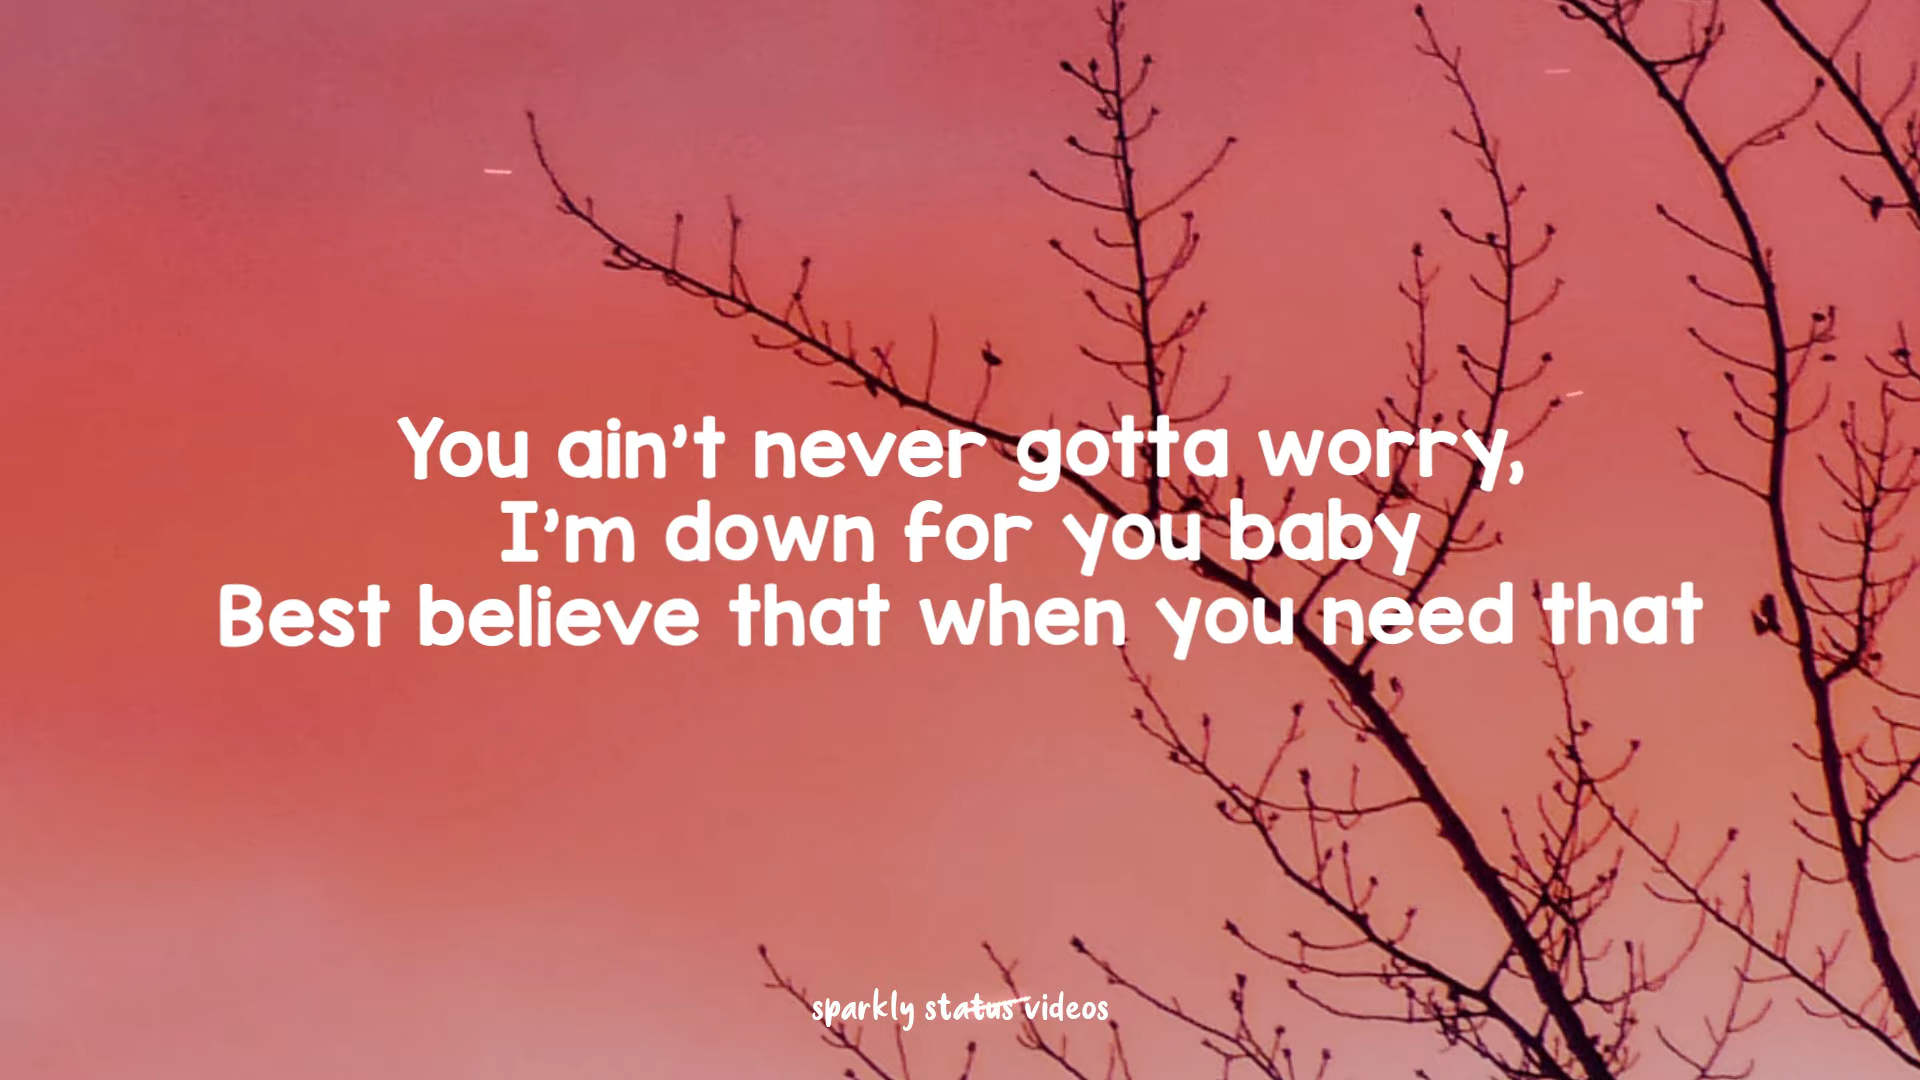 You ain't never gotta worry,
I'm down for you baby
Best believe that when you need that
sparkly status videos